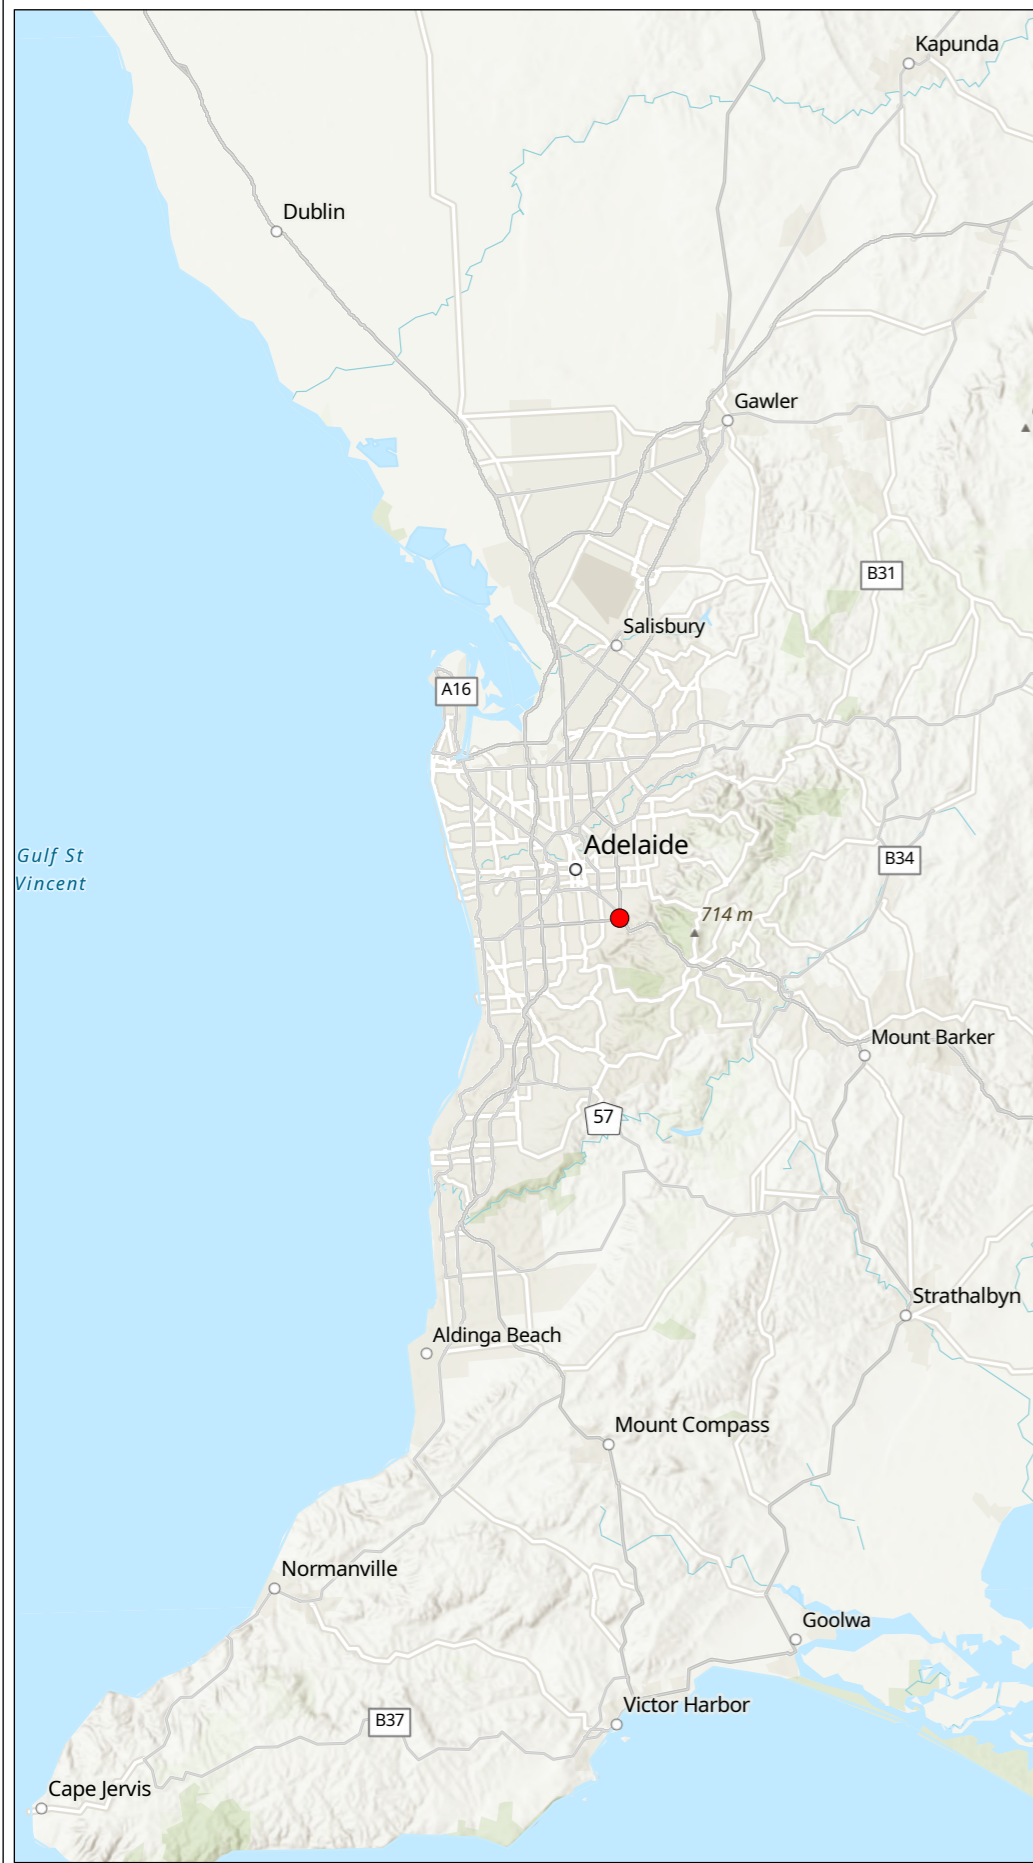 Kapunda
Dublin
Gawler
B31
Salisbury
A16
Adelaide
Gulf St
Vincent
B34
714 m
Mount Barker
57
Strathalbyn
Aldinga Beach
Mount Compass
Normanville
Goolwa
Victor Harbor
B37
Cape Jervis